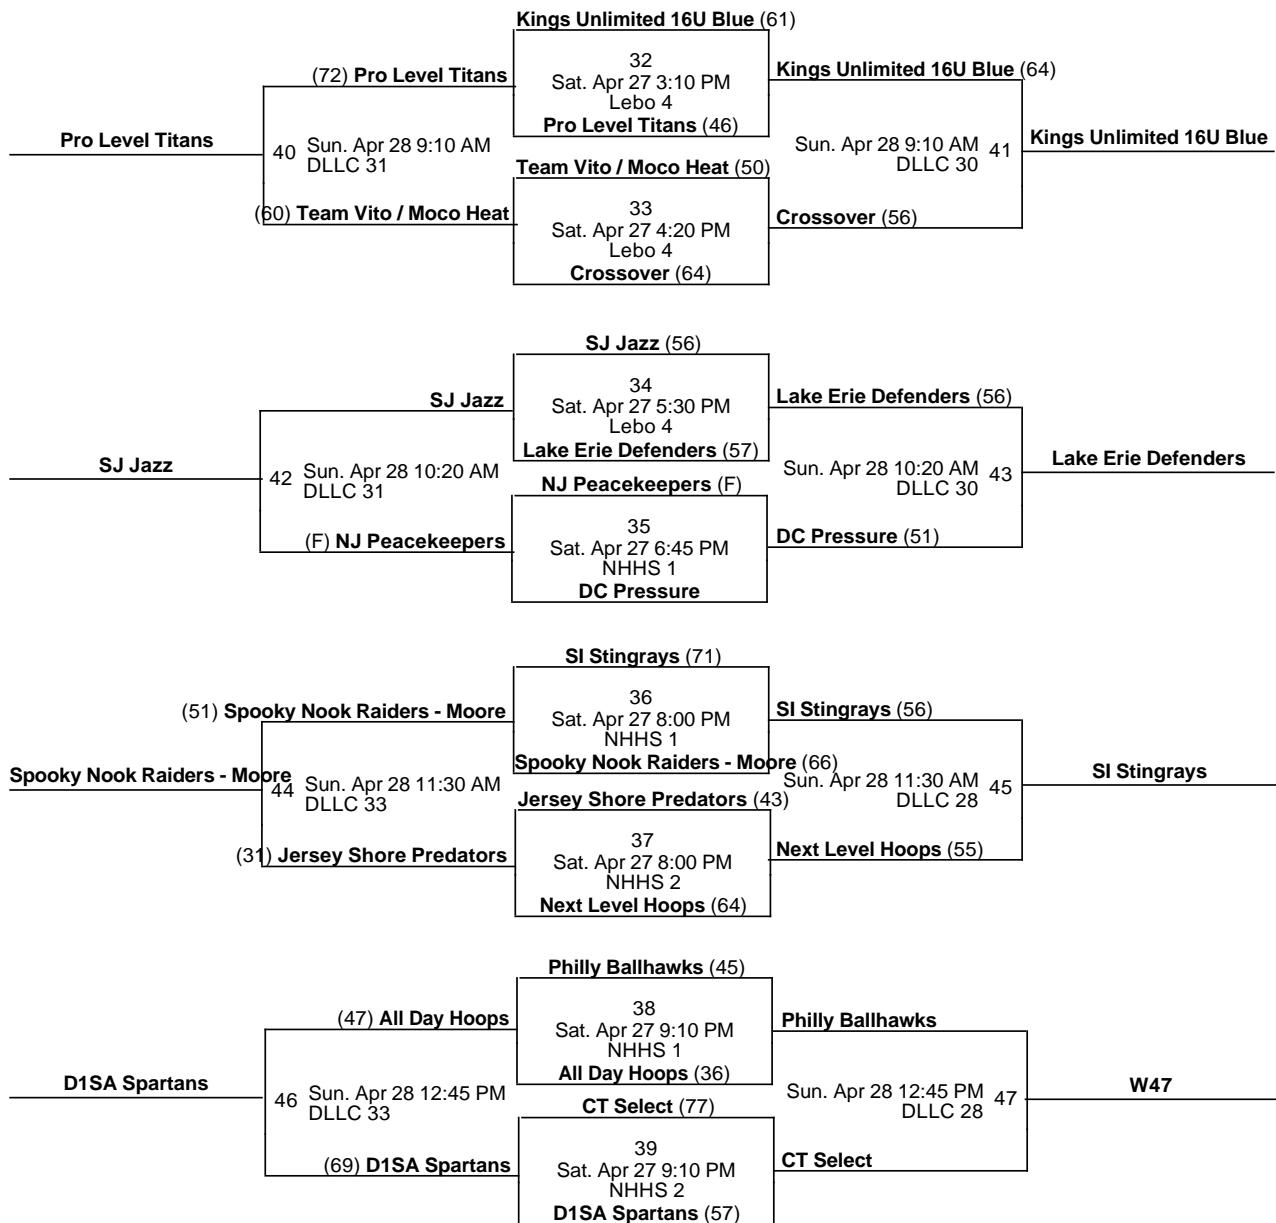 Kings Unlimited 16U Blue (61)
32
Sat. Apr 27 3:10 PM
Lebo 4
(72) Pro Level Titans
Kings Unlimited 16U Blue (64)
Pro Level Titans (46)
Pro Level Titans
40 Sun. Apr 28 9:10 AM
DLLC 31
Sun. Apr 28 9:10 AM 41
DLLC 30
Kings Unlimited 16U Blue
Team Vito / Moco Heat (50)
33
Sat. Apr 27 4:20 PM
Lebo 4
(60) Team Vito / Moco Heat
Crossover (56)
Crossover (64)
SJ Jazz (56)
34
Sat. Apr 27 5:30 PM
Lebo 4
SJ Jazz
Lake Erie Defenders (56)
Lake Erie Defenders (57)
SJ Jazz
42 Sun. Apr 28 10:20 AM
DLLC 31
Sun. Apr 28 10:20 AM 43
DLLC 30
Lake Erie Defenders
NJ Peacekeepers (F)
35
Sat. Apr 27 6:45 PM
NHHS 1
(F) NJ Peacekeepers
DC Pressure (51)
DC Pressure
SI Stingrays (71)
36
Sat. Apr 27 8:00 PM
NHHS 1
(51) Spooky Nook Raiders - Moore
SI Stingrays (56)
Spooky Nook Raiders - Moore (66)
Spooky Nook Raiders - Moore
44 Sun. Apr 28 11:30 AM
DLLC 33
Sun. Apr 28 11:30 AM 45
DLLC 28
SI Stingrays
Jersey Shore Predators (43)
37
Sat. Apr 27 8:00 PM
NHHS 2
(31) Jersey Shore Predators
Next Level Hoops (55)
Next Level Hoops (64)
Philly Ballhawks (45)
38
Sat. Apr 27 9:10 PM
NHHS 1
(47) All Day Hoops
Philly Ballhawks
All Day Hoops (36)
D1SA Spartans
46 Sun. Apr 28 12:45 PM
DLLC 33
Sun. Apr 28 12:45 PM 47
DLLC 28
W47
CT Select (77)
39
Sat. Apr 27 9:10 PM
NHHS 2
(69) D1SA Spartans
CT Select
D1SA Spartans (57)